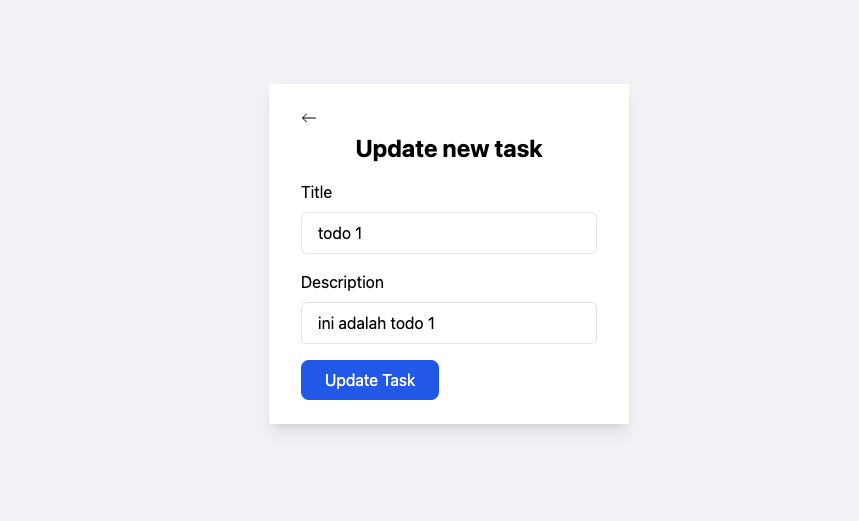 Update new task
Title
todo 1
Description
ini adalah todo 1
Update Task